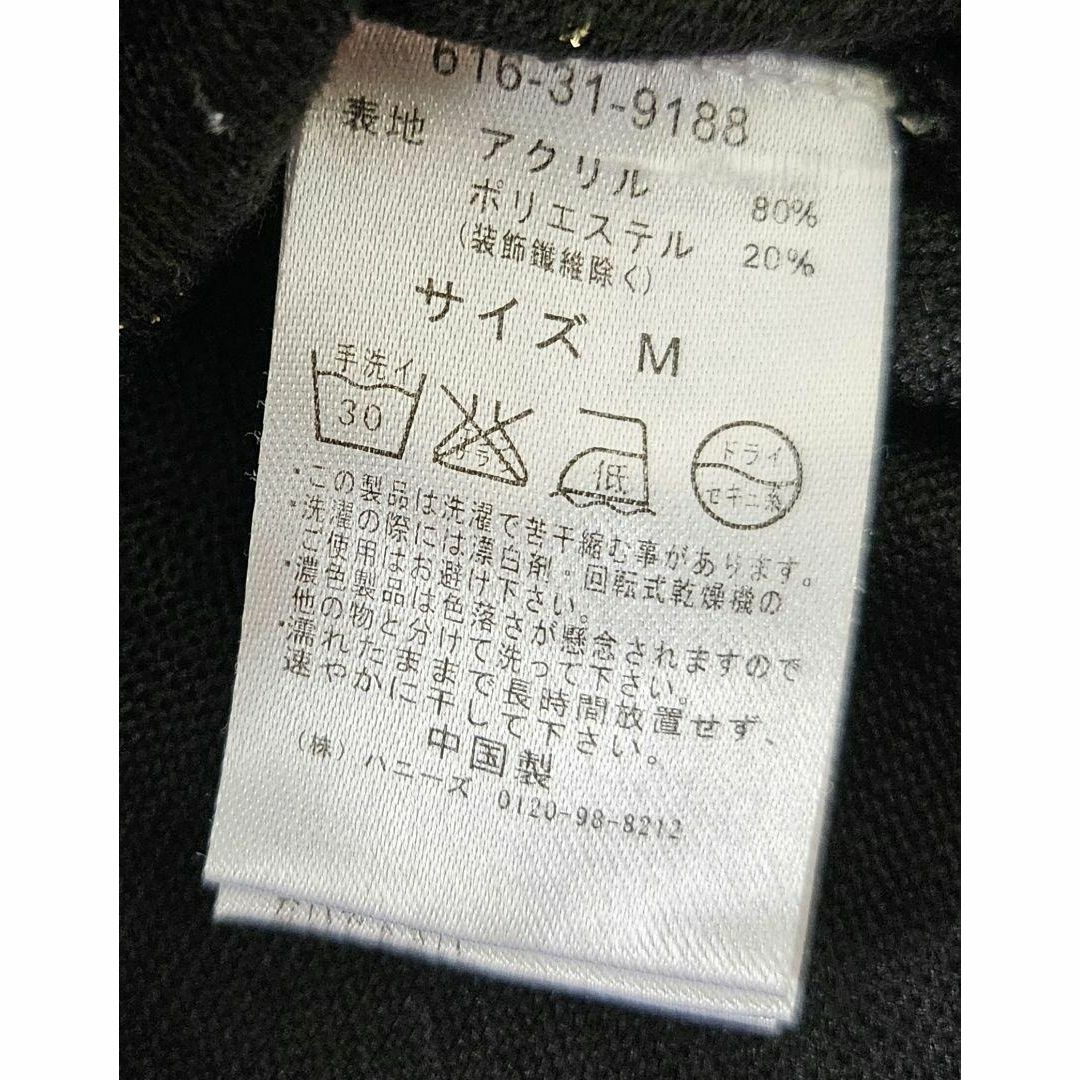 616-31-9188
表地 アクリル 80%
ポリエステル 20%
(装飾繊維除く)
サイズ M
手洗イ
30
低
ドライ
セキユ系
・この製品は洗濯で若干縮む事があります。
・洗濯の際には漂白剤・回転式乾燥機の
ご使用はお避け下さい。
・濃色製品は色落さが懸念されますので
他の物と分けて洗って下さい。
・濡れたままで長時間放置せず、
速やかに干して下さい。
中国製
(株)ハニーズ 0120-98-8212